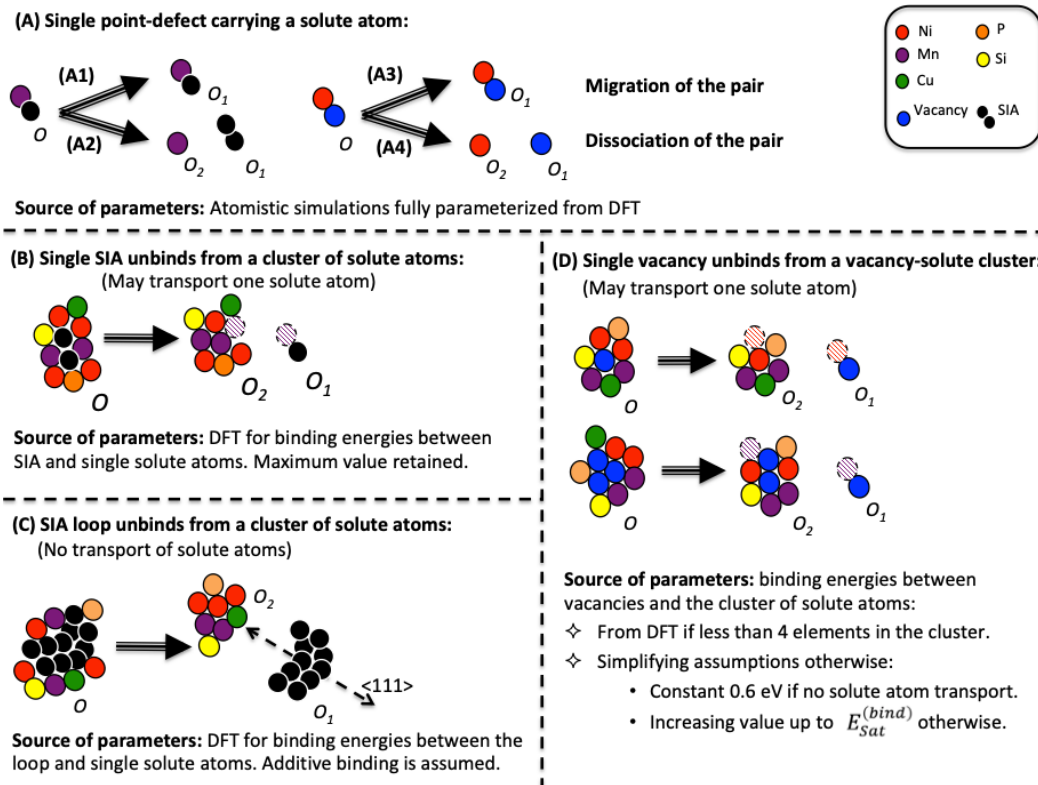 (A) Single point-defect carrying a solute atom:
Ni
P
Mn
Si
Cu
Vacancy
SIA
(A1)
(A2)
O
O1
O2
O1
(A3)
(A4)
O
O1
O2
O1
Migration of the pair
Dissociation of the pair
Source of parameters: Atomistic simulations fully parameterized from DFT
(B) Single SIA unbinds from a cluster of solute atoms:
(May transport one solute atom)
O
O2
O1
Source of parameters: DFT for binding energies between
SIA and single solute atoms. Maximum value retained.
(C) SIA loop unbinds from a cluster of solute atoms:
(No transport of solute atoms)
O
O2
<111>
O1
Source of parameters: DFT for binding energies between the
loop and single solute atoms. Additive binding is assumed.
(D) Single vacancy unbinds from a vacancy-solute cluster:
(May transport one solute atom)
O
O2
O1
O
O2
O1
Source of parameters: binding energies between
vacancies and the cluster of solute atoms:
✧ From DFT if less than 4 elements in the cluster.
✧ Simplifying assumptions otherwise:
• Constant 0.6 eV if no solute atom transport.
• Increasing value up to E_Sat^(bind) otherwise.